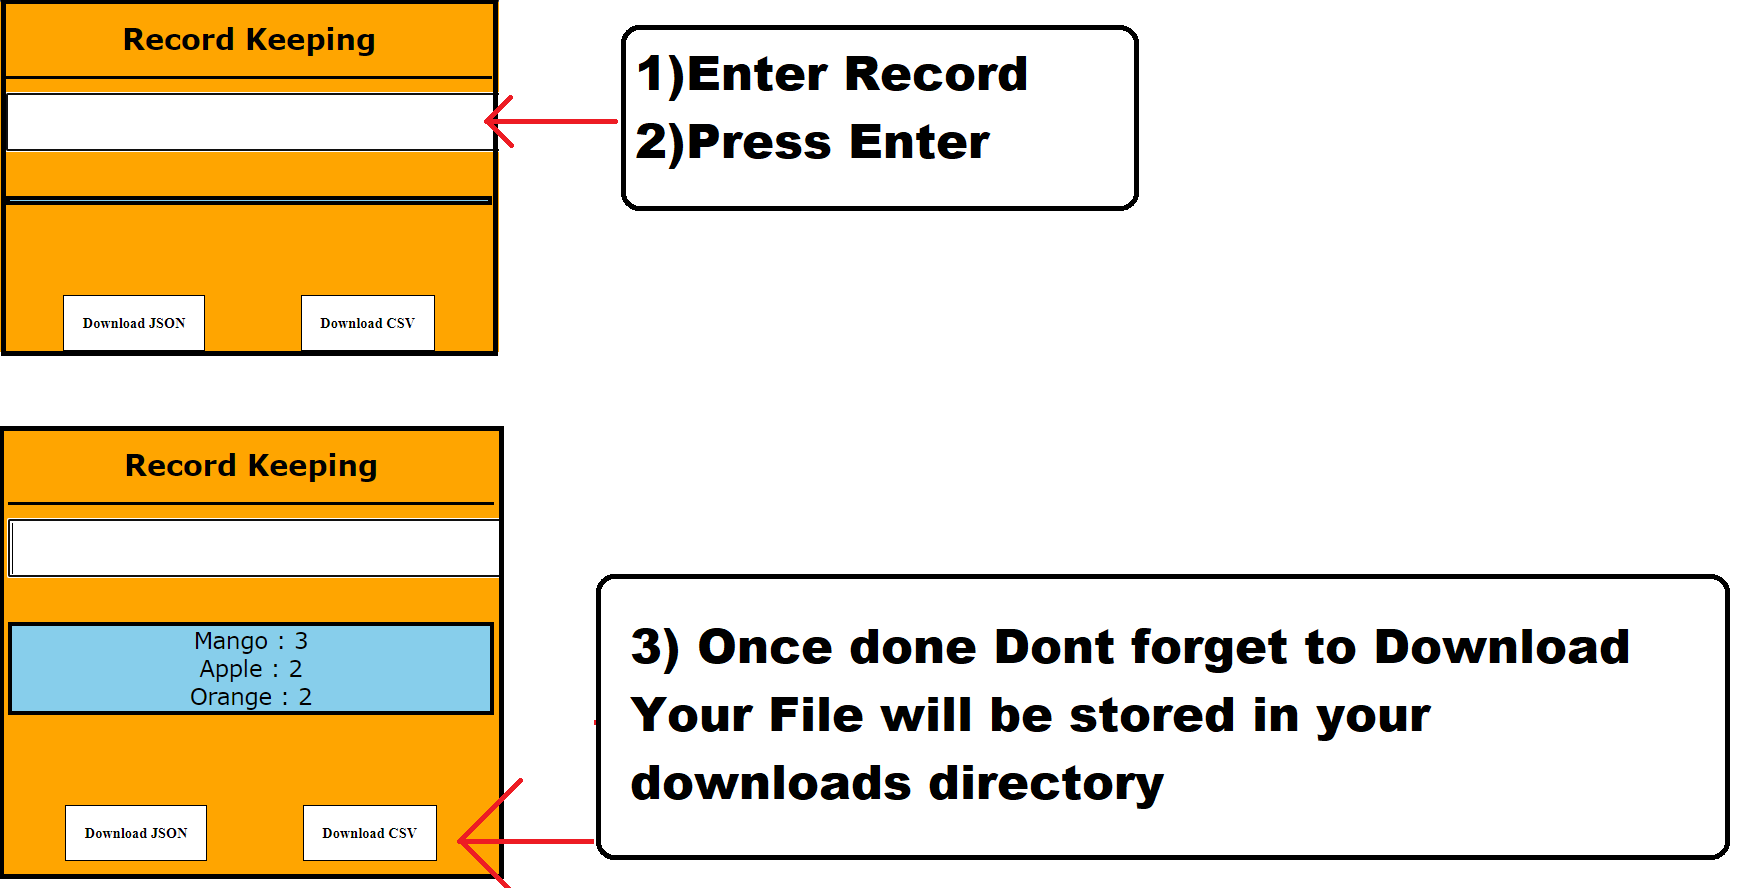 Record Keeping
1)Enter Record
2)Press Enter
Download JSON
Download CSV
Record Keeping
Mango : 3
Apple : 2
Orange : 2
Download JSON
Download CSV
3) Once done Dont forget to Download
Your File will be stored in your
downloads directory